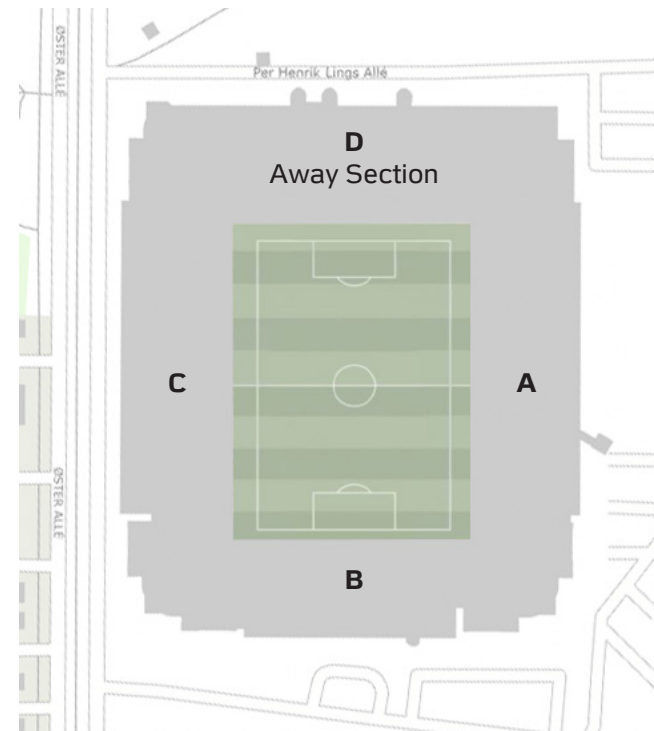 ØSTER ALLÉ
Per Henrik Lings Allé
D
Away Section
C
A
ØSTER ALLÉ
B